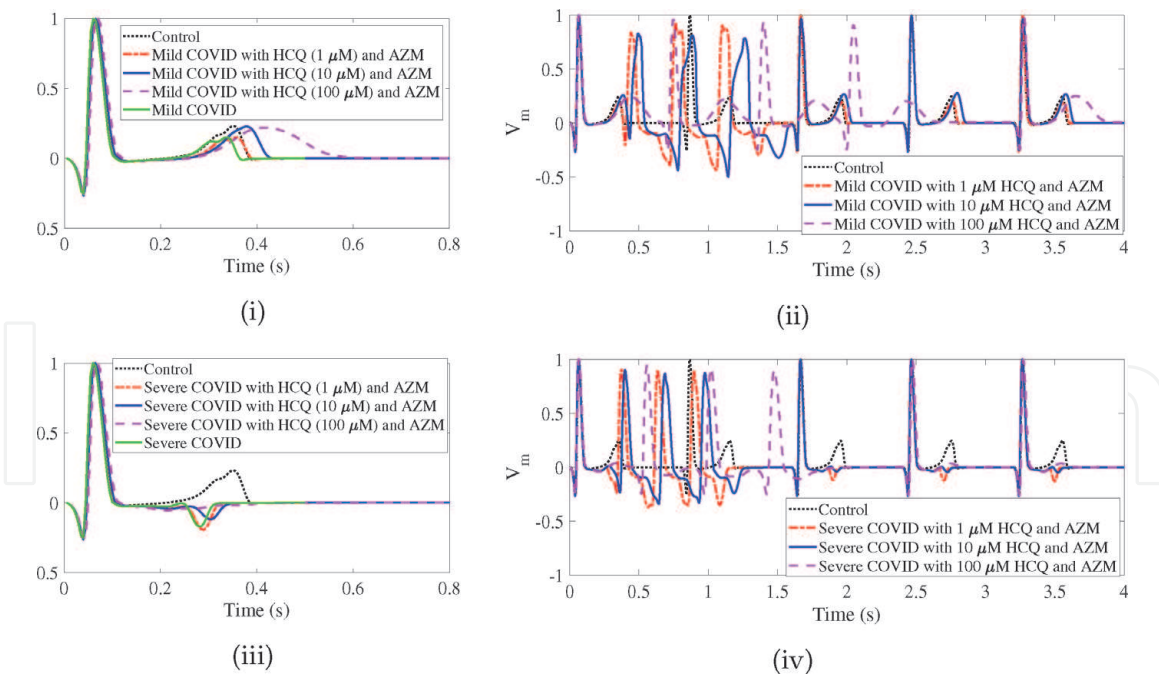 1
0.5
0
0.5
Control
Mild COVID with HCQ (1 μM) and AZM
Mild COVID with HCQ (10 μM) and AZM
Mild COVID with HCQ (100 μM) and AZM
Mild COVID
0
0.2
0.4
0.6
0.8
Time (s)
(i)
1
0.5
0
-0.5
-1
V_m
Control
Mild COVID with 1 μM HCQ and AZM
Mild COVID with 10 μM HCQ and AZM
Mild COVID with 100 μM HCQ and AZM
0
0.5
1
1.5
2
2.5
3
3.5
4
Time (s)
(ii)
1
0.5
0
0.5
Control
Severe COVID with HCQ (1 μM) and AZM
Severe COVID with HCQ (10 μM) and AZM
Severe COVID with HCQ (100 μM) and AZM
Severe COVID
0
0.2
0.4
0.6
0.8
Time (s)
(iii)
1
0.5
0
-0.5
-1
V_m
Control
Severe COVID with 1 μM HCQ and AZM
Severe COVID with 10 μM HCQ and AZM
Severe COVID with 100 μM HCQ and AZM
0
0.5
1
1.5
2
2.5
3
3.5
4
Time (s)
(iv)